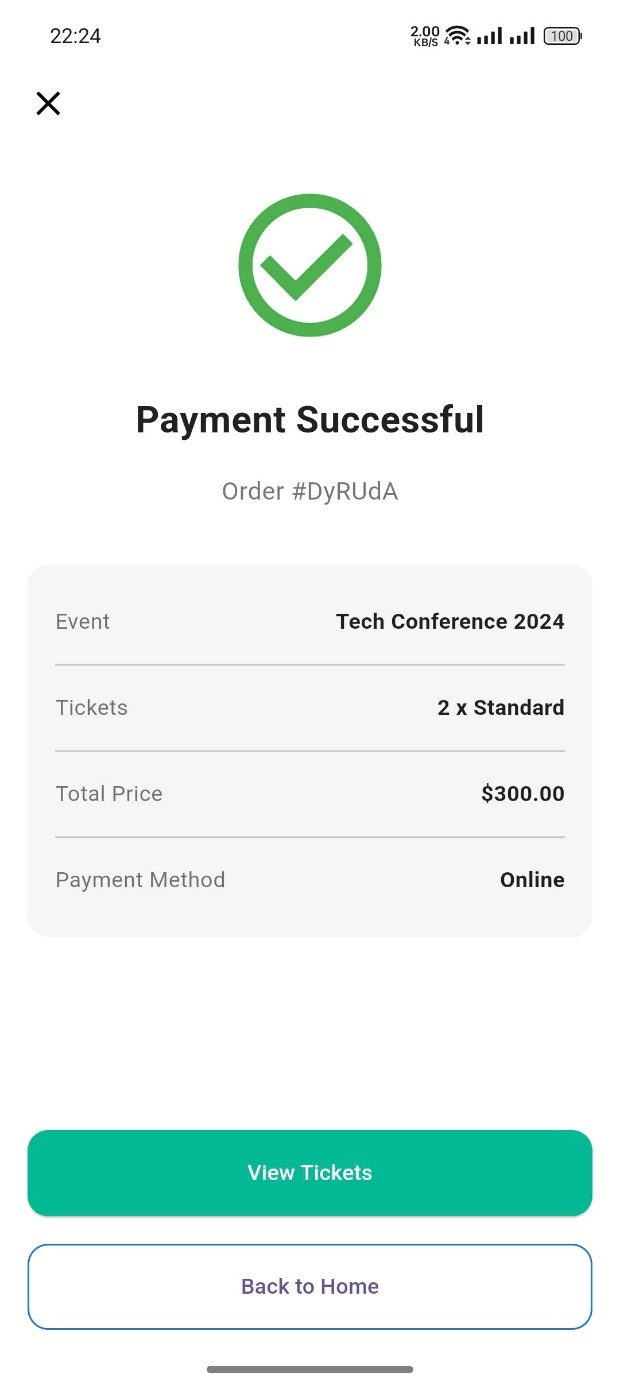 22:24
2.00
KB/S
4
100
Payment Successful
Order #DyRUdA
Event Tech Conference 2024
Tickets 2 x Standard
Total Price $300.00
Payment Method Online
View Tickets
Back to Home